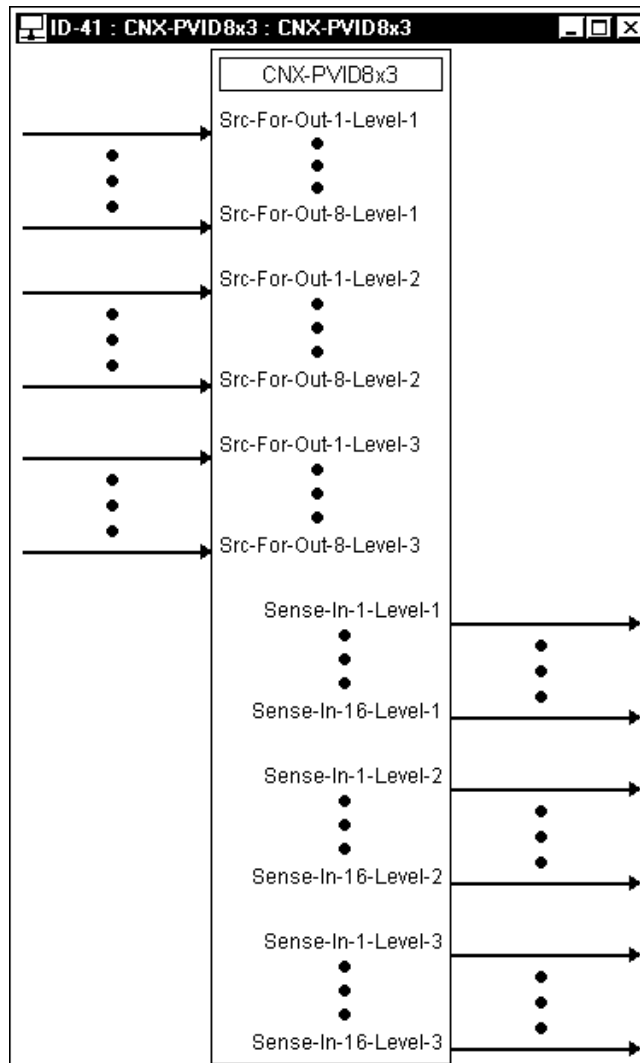 ID-41 : CNX-PVID8x3 : CNX-PVID8x3
CNX-PVID8x3
Src-For-Out-1-Level-1
Src-For-Out-8-Level-1
Src-For-Out-1-Level-2
Src-For-Out-8-Level-2
Src-For-Out-1-Level-3
Src-For-Out-8-Level-3
Sense-In-1-Level-1
Sense-In-16-Level-1
Sense-In-1-Level-2
Sense-In-16-Level-2
Sense-In-1-Level-3
Sense-In-16-Level-3